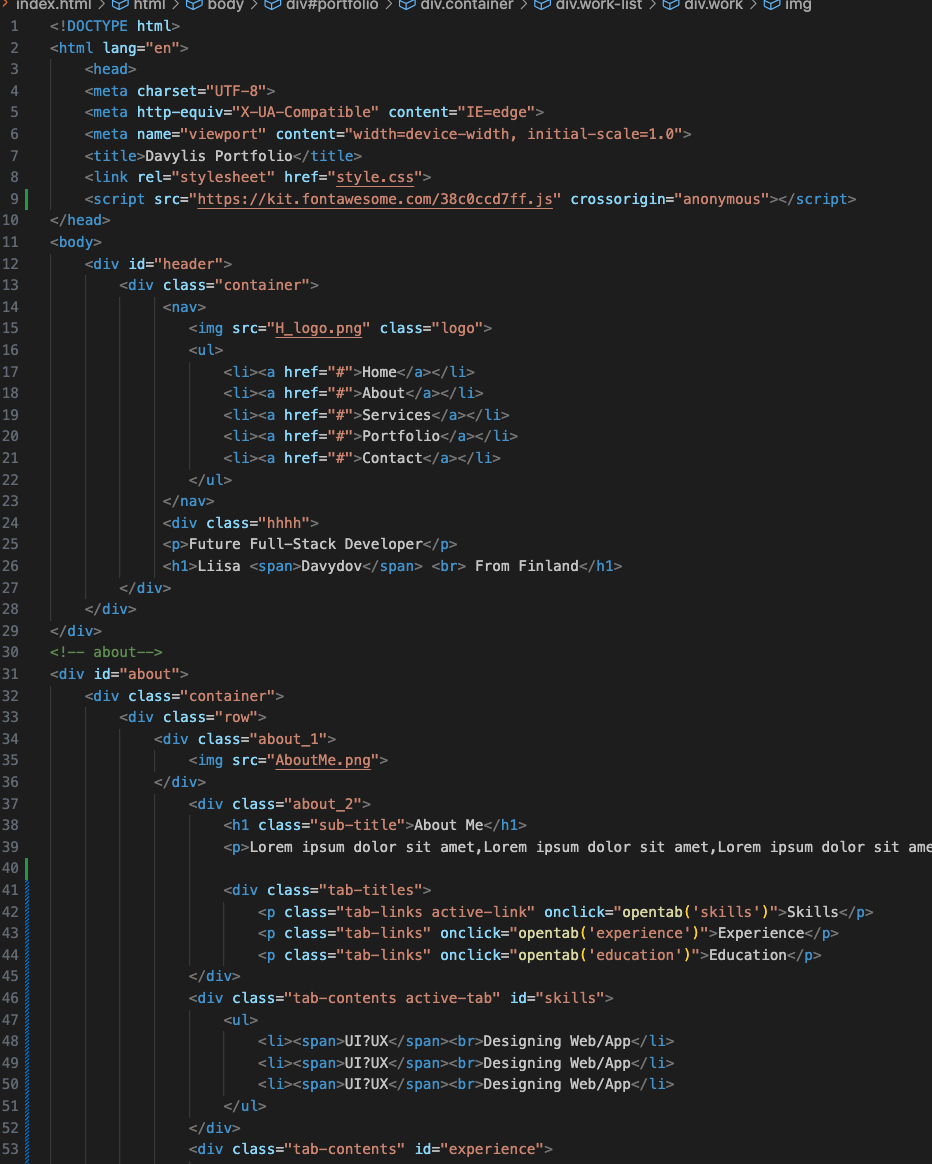 index.html > html > body > div#portfolio > div.container > div.work-list > div.work > img
1 <!DOCTYPE html>
2 <html lang="en">
3 <head>
4 <meta charset="UTF-8">
5 <meta http-equiv="X-UA-Compatible" content="IE=edge">
6 <meta name="viewport" content="width=device-width, initial-scale=1.0">
7 <title>Davylis Portfolio</title>
8 <link rel="stylesheet" href="style.css">
9 <script src="https://kit.fontawesome.com/38c0ccd7ff.js" crossorigin="anonymous"></script>
10 </head>
11 <body>
12 <div id="header">
13 <div class="container">
14 <nav>
15 <img src="H_logo.png" class="logo">
16 <ul>
17 <li><a href="#">Home</a></li>
18 <li><a href="#">About</a></li>
19 <li><a href="#">Services</a></li>
20 <li><a href="#">Portfolio</a></li>
21 <li><a href="#">Contact</a></li>
22 </ul>
23 </nav>
24 <div class="hhhh">
25 <p>Future Full-Stack Developer</p>
26 <h1>Liisa <span>Davydov</span> <br> From Finland</h1>
27 </div>
28 </div>
29 </div>
30 <!-- about-->
31 <div id="about">
32 <div class="container">
33 <div class="row">
34 <div class="about_1">
35 <img src="AboutMe.png">
36 </div>
37 <div class="about_2">
38 <h1 class="sub-title">About Me</h1>
39 <p>Lorem ipsum dolor sit amet,Lorem ipsum dolor sit amet,Lorem ipsum dolor sit ame
40
41 <div class="tab-titles">
42 <p class="tab-links active-link" onclick="opentab('skills')">Skills</p>
43 <p class="tab-links" onclick="opentab('experience')">Experience</p>
44 <p class="tab-links" onclick="opentab('education')">Education</p>
45 </div>
46 <div class="tab-contents active-tab" id="skills">
47 <ul>
48 <li><span>UI?UX</span><br>Designing Web/App</li>
49 <li><span>UI?UX</span><br>Designing Web/App</li>
50 <li><span>UI?UX</span><br>Designing Web/App</li>
51 </ul>
52 </div>
53 <div class="tab-contents" id="experience">